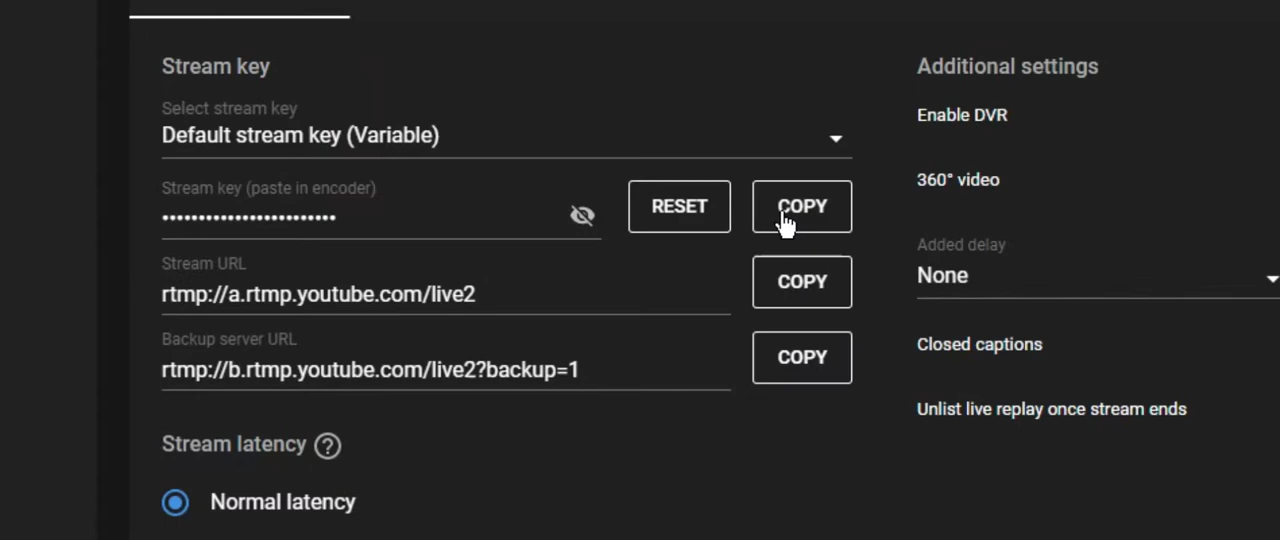 Stream key
Select stream key
Default stream key (Variable)
Stream key (paste in encoder)
••••••••••••••••••••••••
RESET
COPY
Stream URL
rtmp://a.rtmp.youtube.com/live2
COPY
Backup server URL
rtmp://b.rtmp.youtube.com/live2?backup=1
COPY
Stream latency ?
Normal latency
Additional settings
Enable DVR
360° video
Added delay
None
Closed captions
Unlist live replay once stream ends